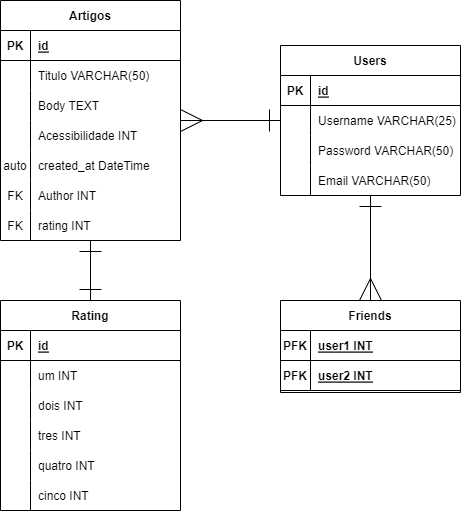 Artigos
PK id
Titulo VARCHAR(50)
Body TEXT
Acessibilidade INT
auto created_at DateTime
FK Author INT
FK rating INT
Users
PK id
Username VARCHAR(25)
Password VARCHAR(50)
Email VARCHAR(50)
Rating
PK id
um INT
dois INT
tres INT
quatro INT
cinco INT
Friends
PFK user1 INT
PFK user2 INT